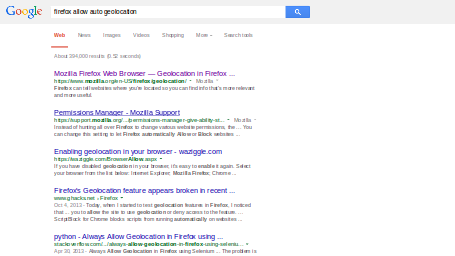 Google firefox allow auto geolocation
Web News Images Videos Shopping More Search tools
About 394,000 results (0.52 seconds)
Mozilla Firefox Web Browser — Geolocation in Firefox ...
https://www.mozilla.org/en-US/firefox/geolocation/ Mozilla
Firefox can tell websites where you're located so you can find info that's more relevant
and more useful.
Permissions Manager - Mozilla Support
https://support.mozilla.org/.../permissions-manager-give-ability-st... Mozilla
Instead of having all over Firefox to change various website permissions, the ... You
can change this setting to let Firefox automatically Allow or Block websites ...
Enabling geolocation in your browser - waziggle.com
https://waziggle.com/BrowserAllow.aspx
If you have disabled geolocation in your browser, it's easy to enable it again. Select
your browser from the list below: Internet Explorer, Mozilla Firefox, Chrome ...
Firefox's Geolocation feature appears broken in recent ...
www.ghacks.net › Firefox
Oct 4, 2013 - Today, when I started to test geolocation features in Firefox, I noticed
that ... you to allow the site to use geolocation or deny access to the feature. ...
ScriptBlock for Chrome blocks scripts from running automatically on websites ...
python - Always Allow Geolocation in Firefox using ...
stackoverflow.com/.../always-allow-geolocation-in-firefox-using-seleniu...
Apr 30, 2013 - Always Allow Geolocation in Firefox using Selenium ... The problem is